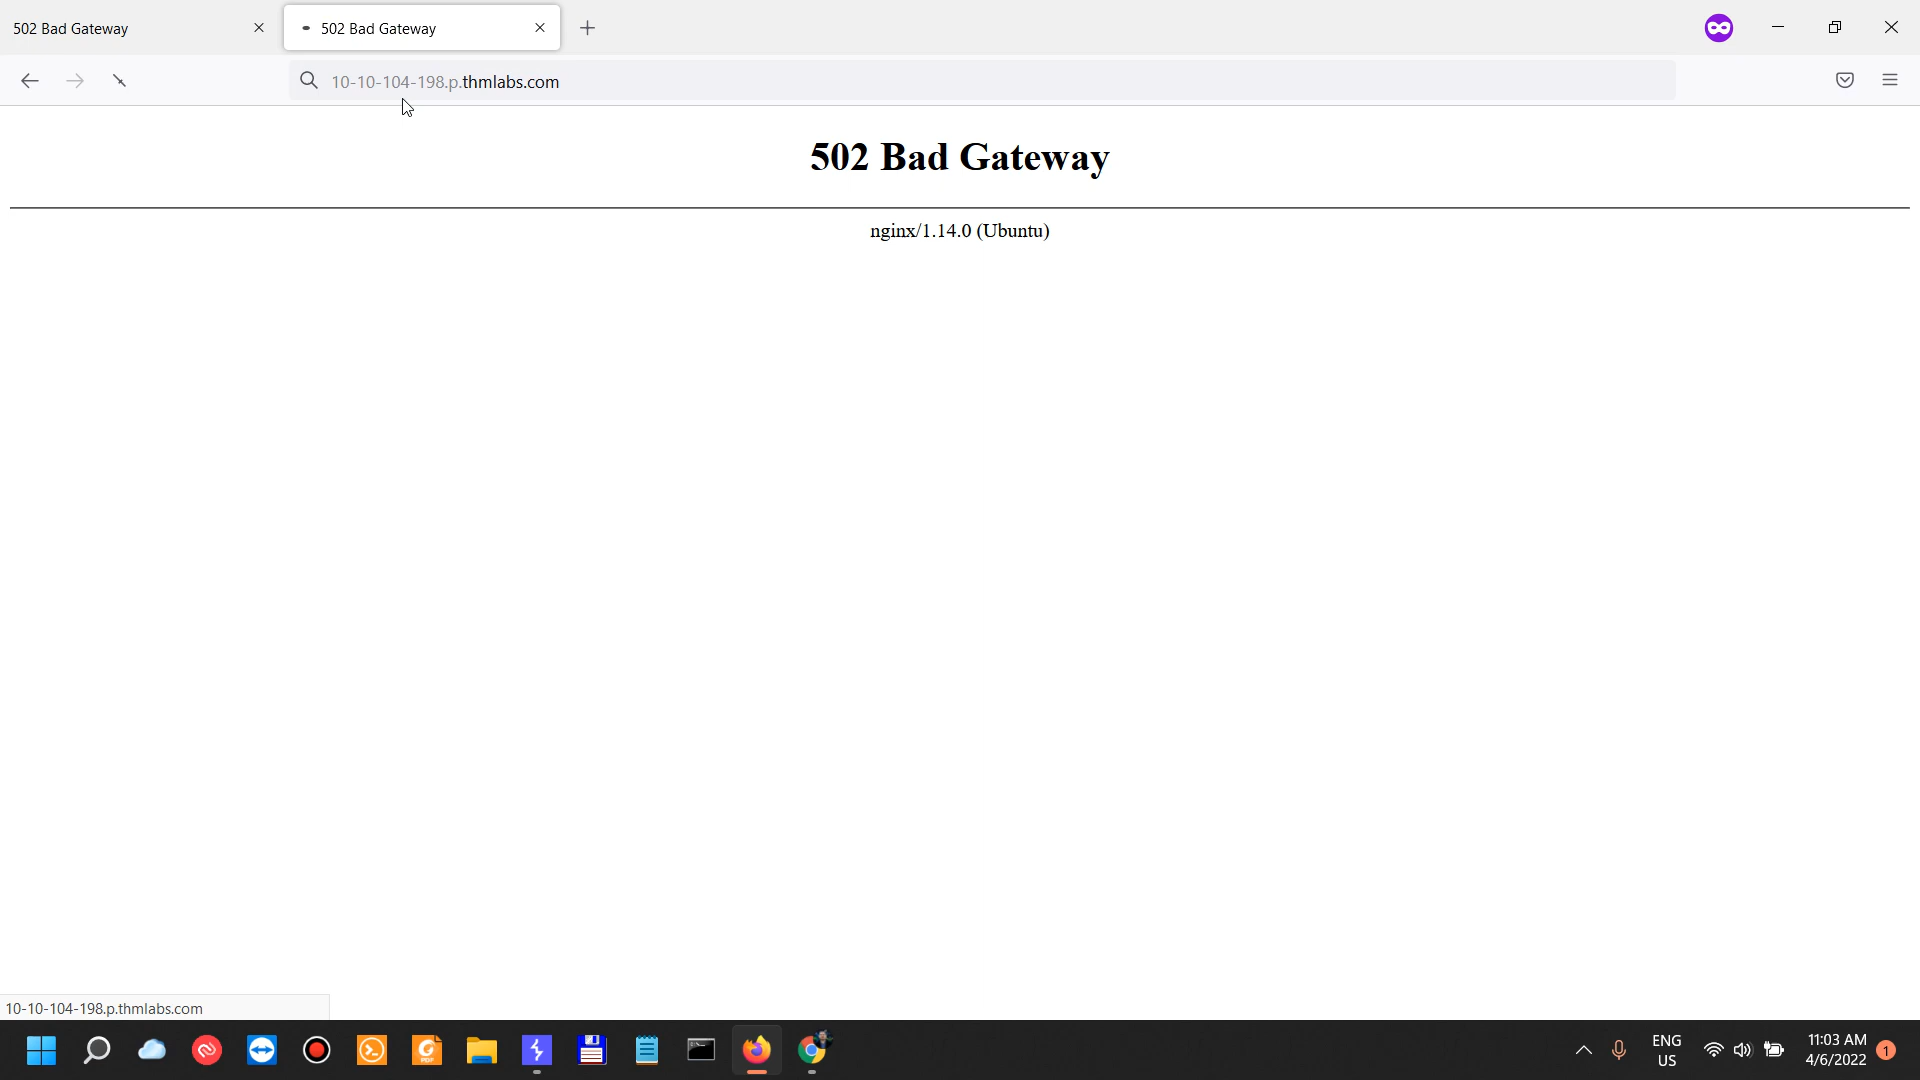 502 Bad Gateway
502 Bad Gateway
10-10-104-198.p.thmlabs.com
502 Bad Gateway
nginx/1.14.0 (Ubuntu)
10-10-104-198.p.thmlabs.com
PDF
ENG
US
11:03 AM
4/6/2022
1